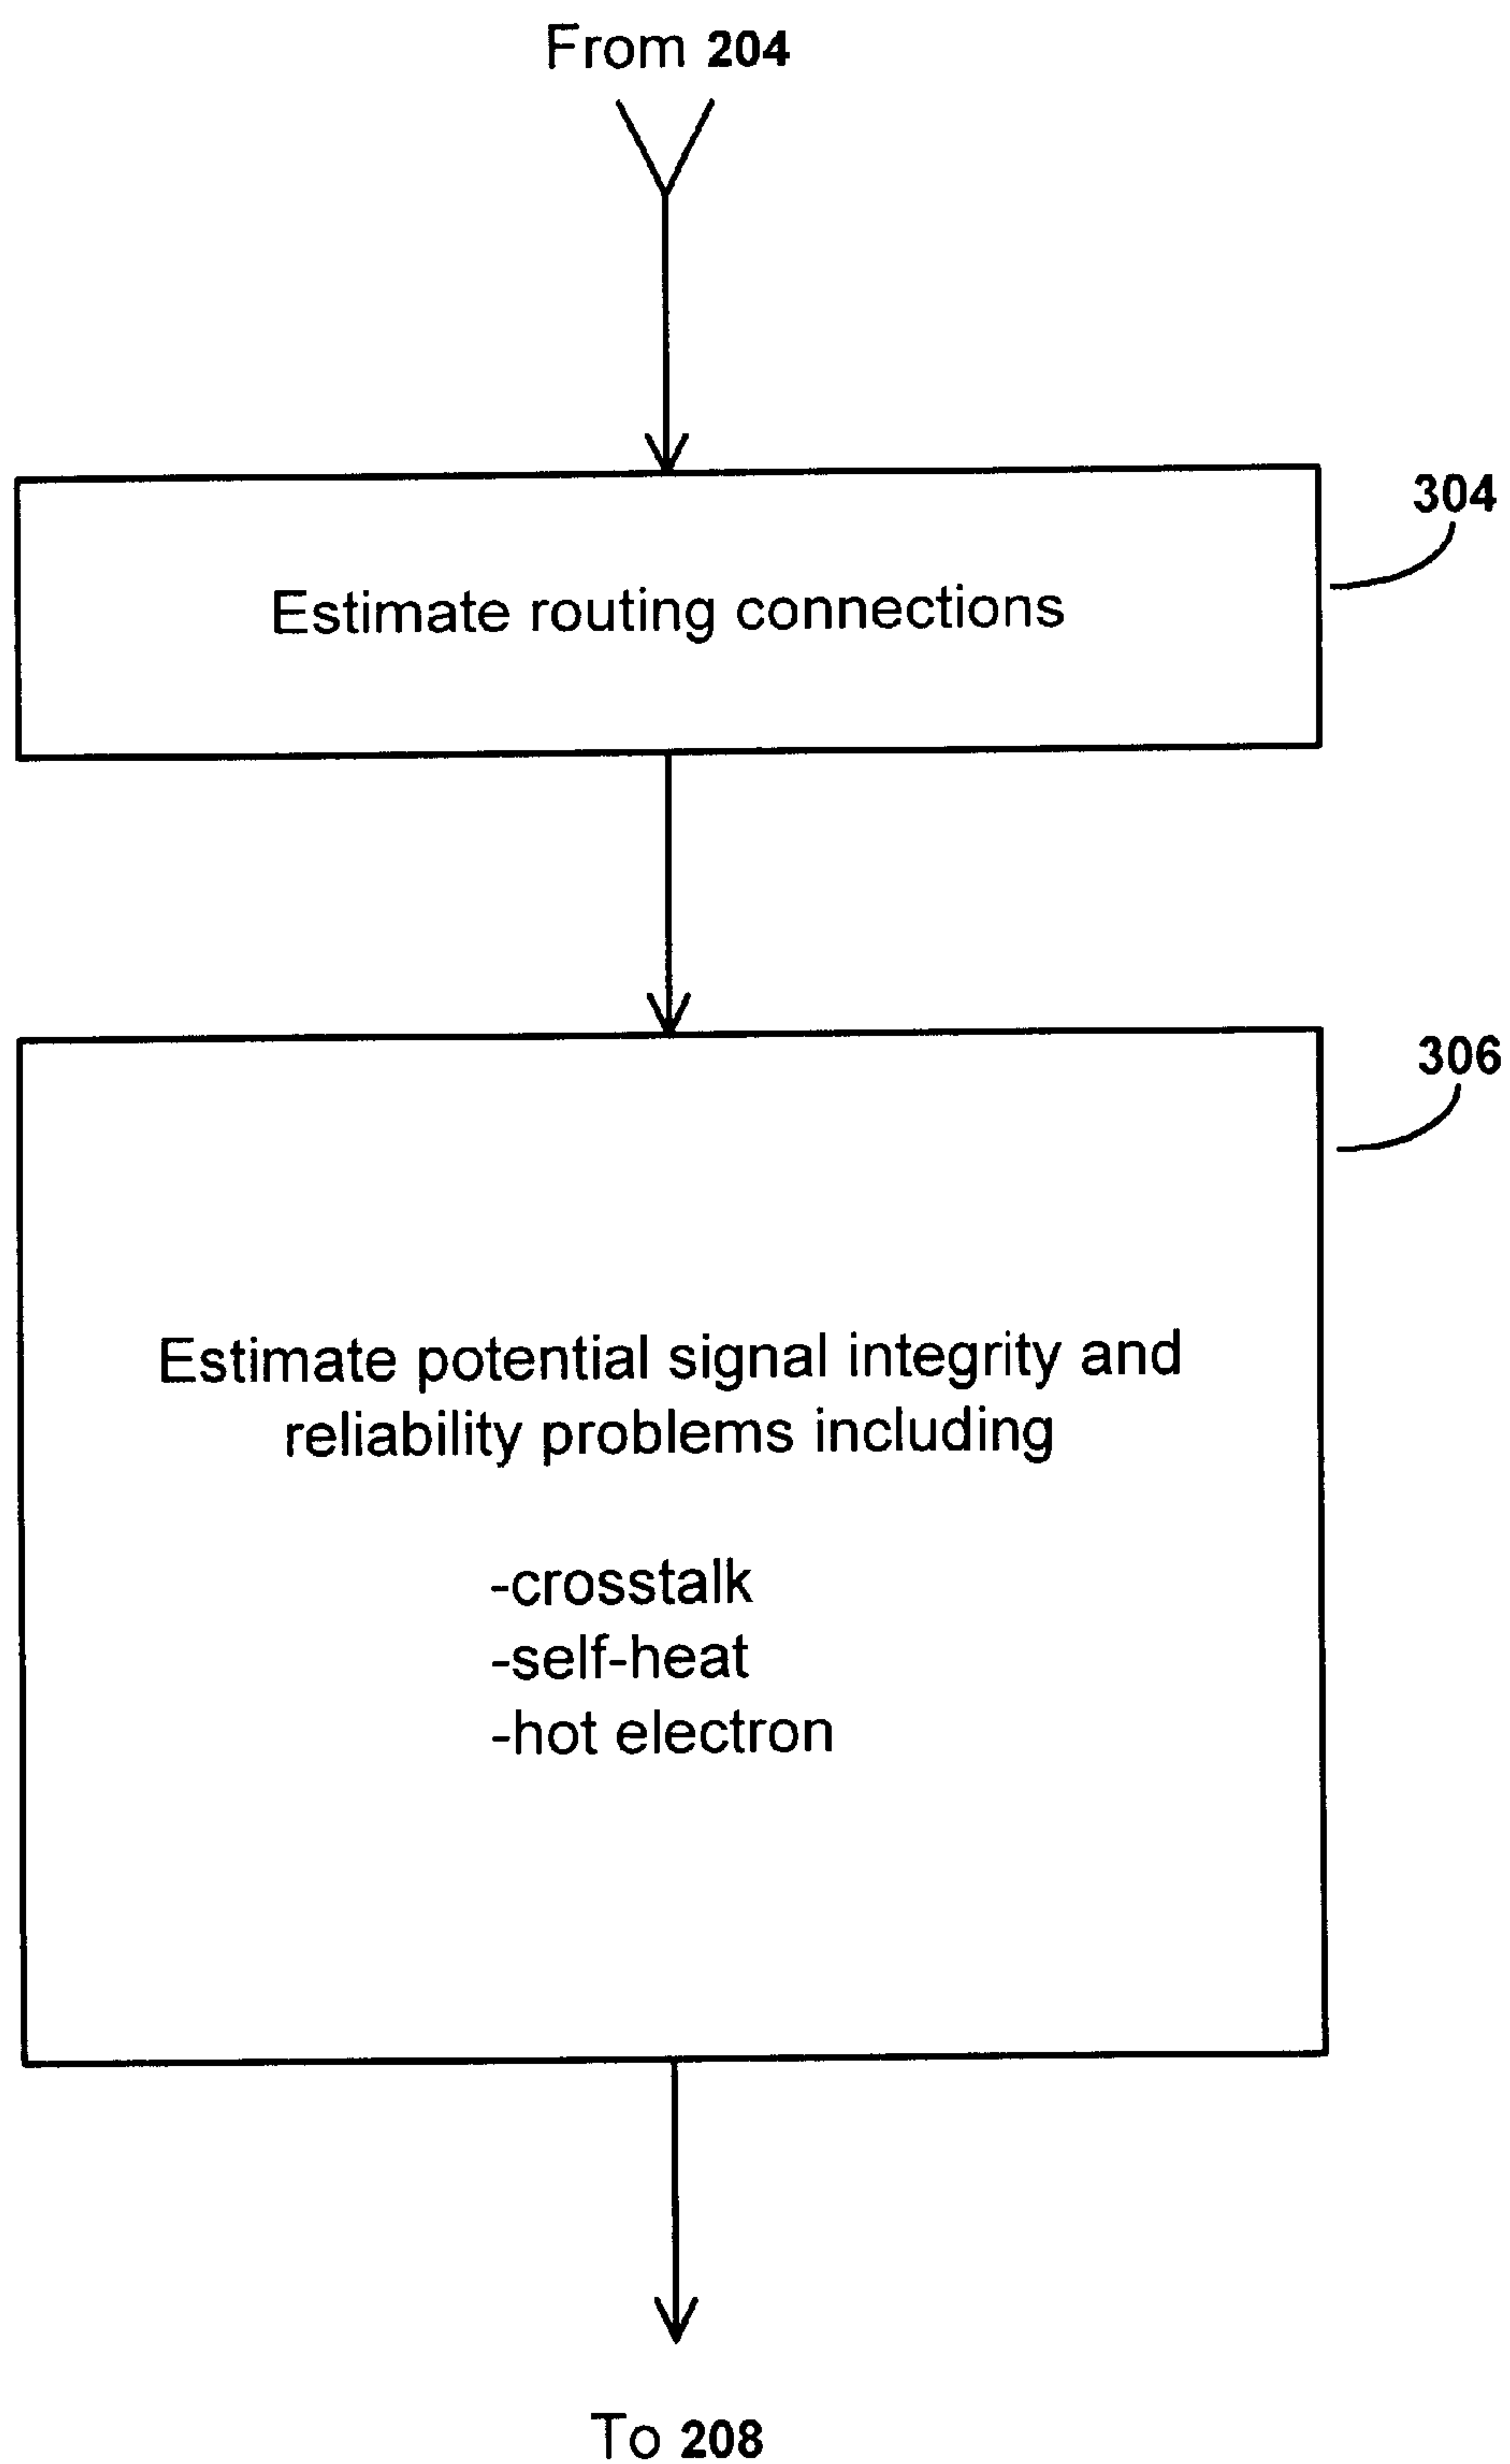 From 204
304
Estimate routing connections
306
Estimate potential signal integrity and
reliability problems including
-crosstalk
-self-heat
-hot electron
To 208